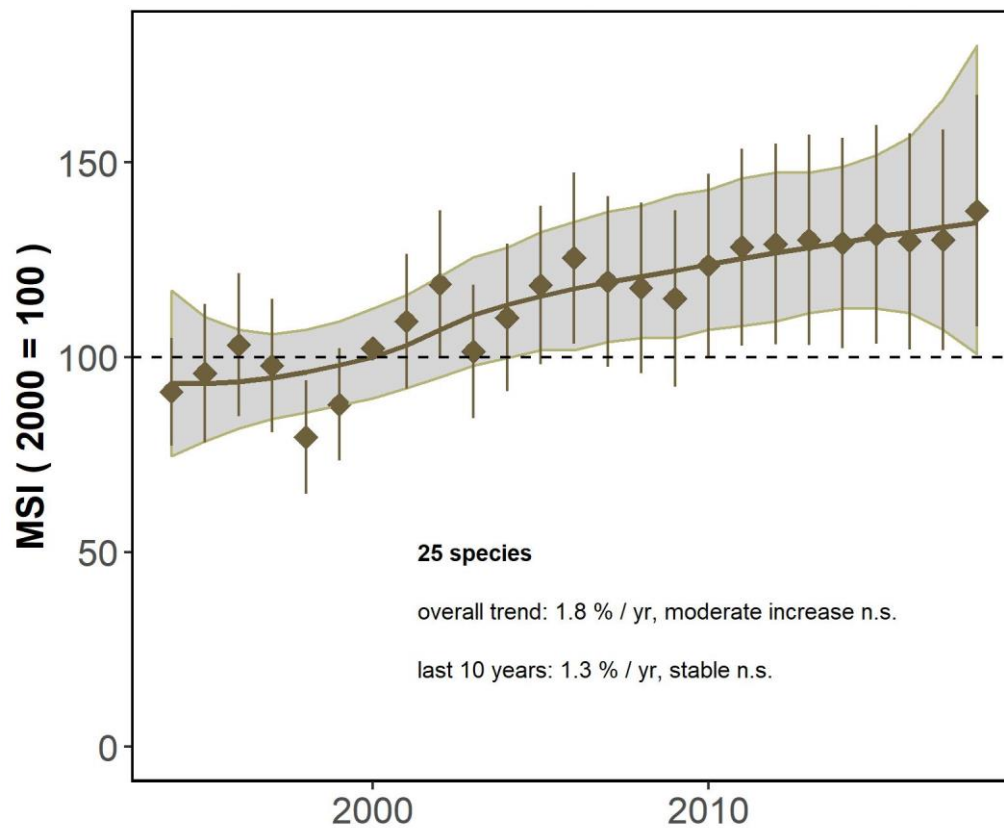 MSI ( 2000 = 100 )
150
100
50
0
25 species
overall trend: 1.8 % / yr, moderate increase n.s.
last 10 years: 1.3 % / yr, stable n.s.
2000
2010